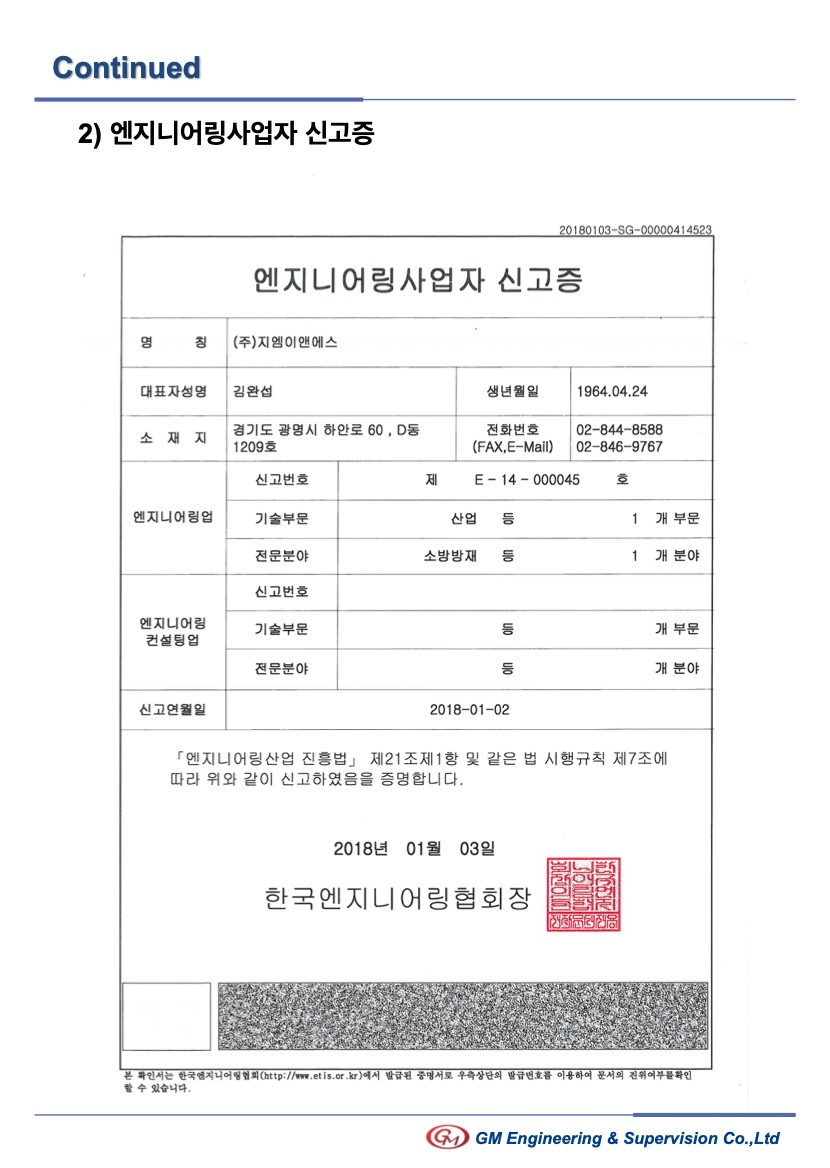 Continued
2) 엔지니어링사업자 신고증
20180103-SG-00000414523
엔지니어링사업자 신고증
명 칭 (주)지엠이앤에스
대표자성명 김완섭 생년월일 1964.04.24
소 재 지 경기도 광명시 하안로 60 , D동 1209호 전화번호 (FAX,E-Mail) 02-844-8588 02-846-9767
엔지니어링업
신고번호 제 E - 14 - 000045 호
기술부문 산업 등 1 개 부문
전문분야 소방방재 등 1 개 분야
엔지니어링 컨설팅업
신고번호
기술부문 등 개 부문
전문분야 등 개 분야
신고연월일 2018-01-02
「엔지니어링산업 진흥법」 제21조제1항 및 같은 법 시행규칙 제7조에
따라 위와 같이 신고하였음을 증명합니다.
2018년 01월 03일
한국엔지니어링협회장
본 확인서는 한국엔지니어링협회(http://www.etis.or.kr)에서 발급된 증명서로 우측상단의 발급번호를 이용하여 문서의 진위여부를확인
할 수 있습니다.
GM GM Engineering & Supervision Co.,Ltd